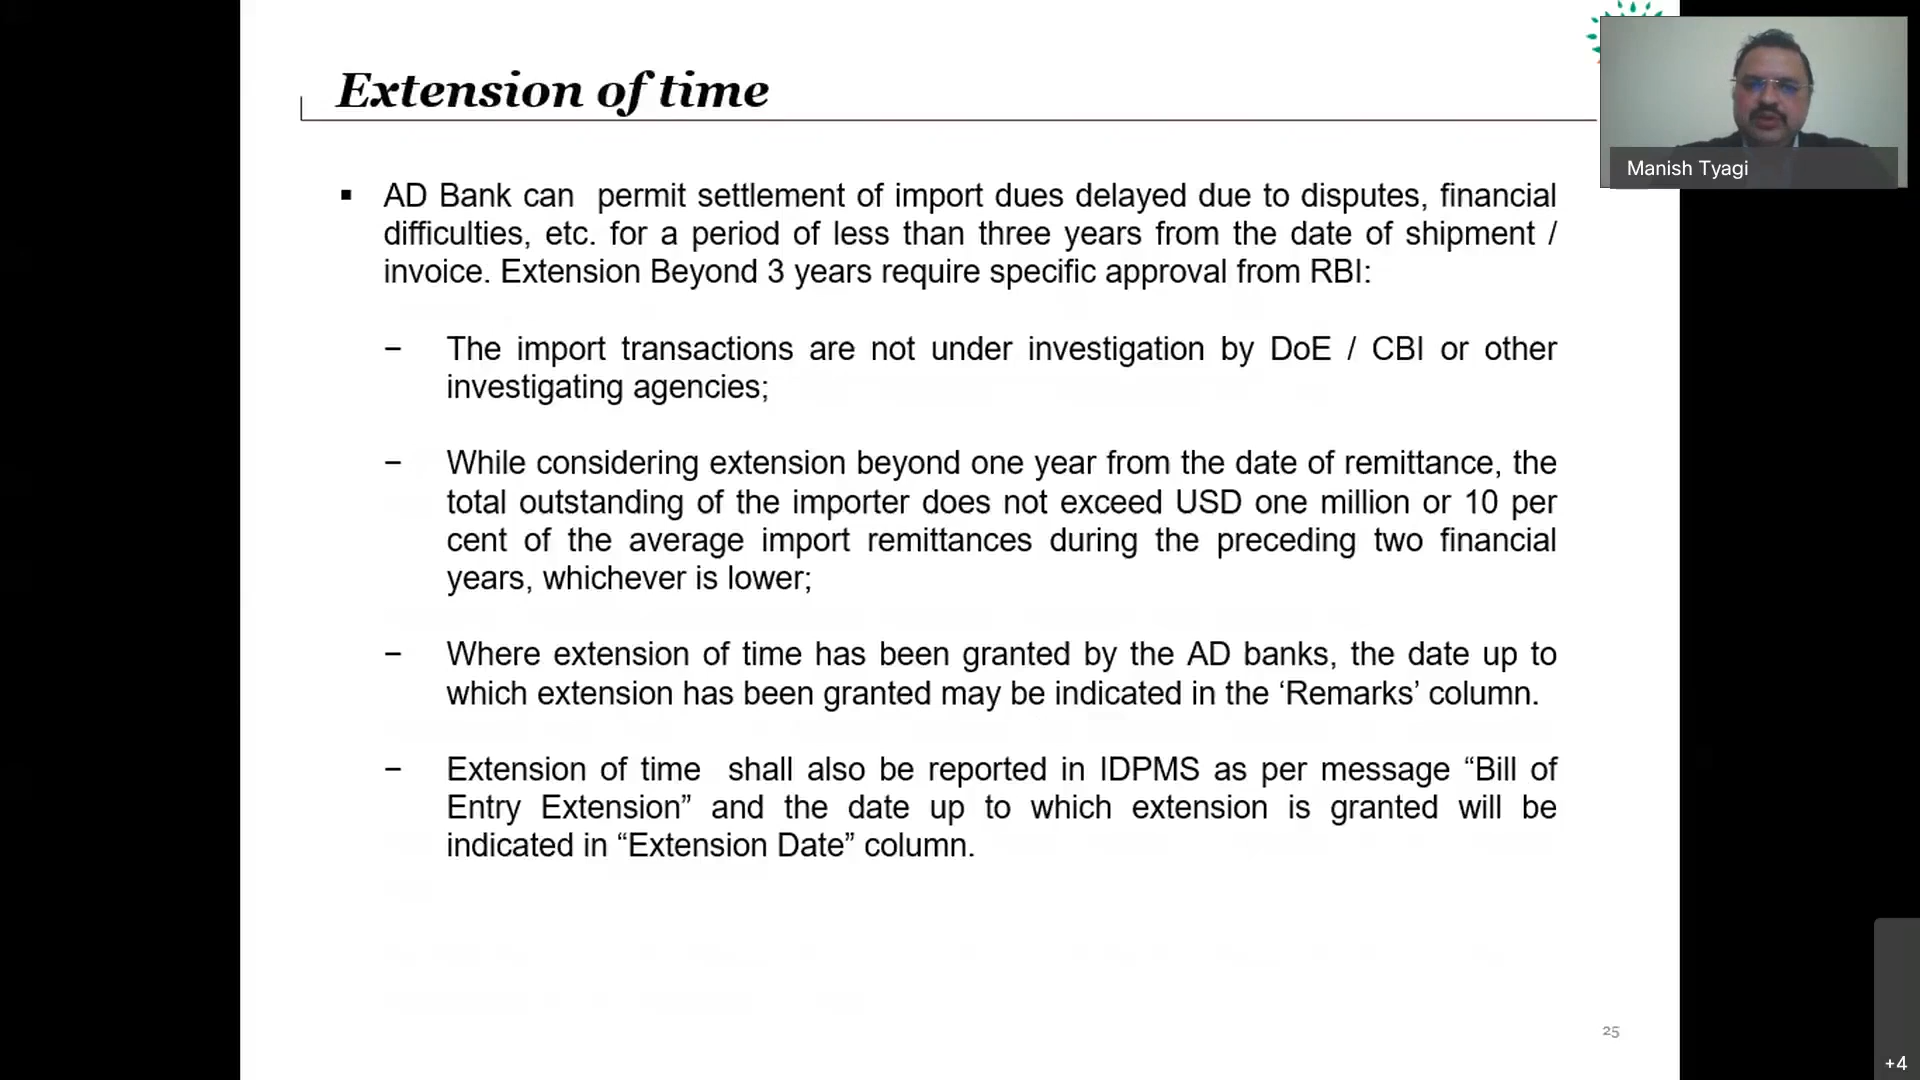 Extension of time
Manish Tyagi
▪ AD Bank can permit settlement of import dues delayed due to disputes, financial
difficulties, etc. for a period of less than three years from the date of shipment /
invoice. Extension Beyond 3 years require specific approval from RBI:
− The import transactions are not under investigation by DoE / CBI or other
investigating agencies;
− While considering extension beyond one year from the date of remittance, the
total outstanding of the importer does not exceed USD one million or 10 per
cent of the average import remittances during the preceding two financial
years, whichever is lower;
− Where extension of time has been granted by the AD banks, the date up to
which extension has been granted may be indicated in the ‘Remarks’ column.
− Extension of time shall also be reported in IDPMS as per message “Bill of
Entry Extension” and the date up to which extension is granted will be
indicated in “Extension Date” column.
25
+4